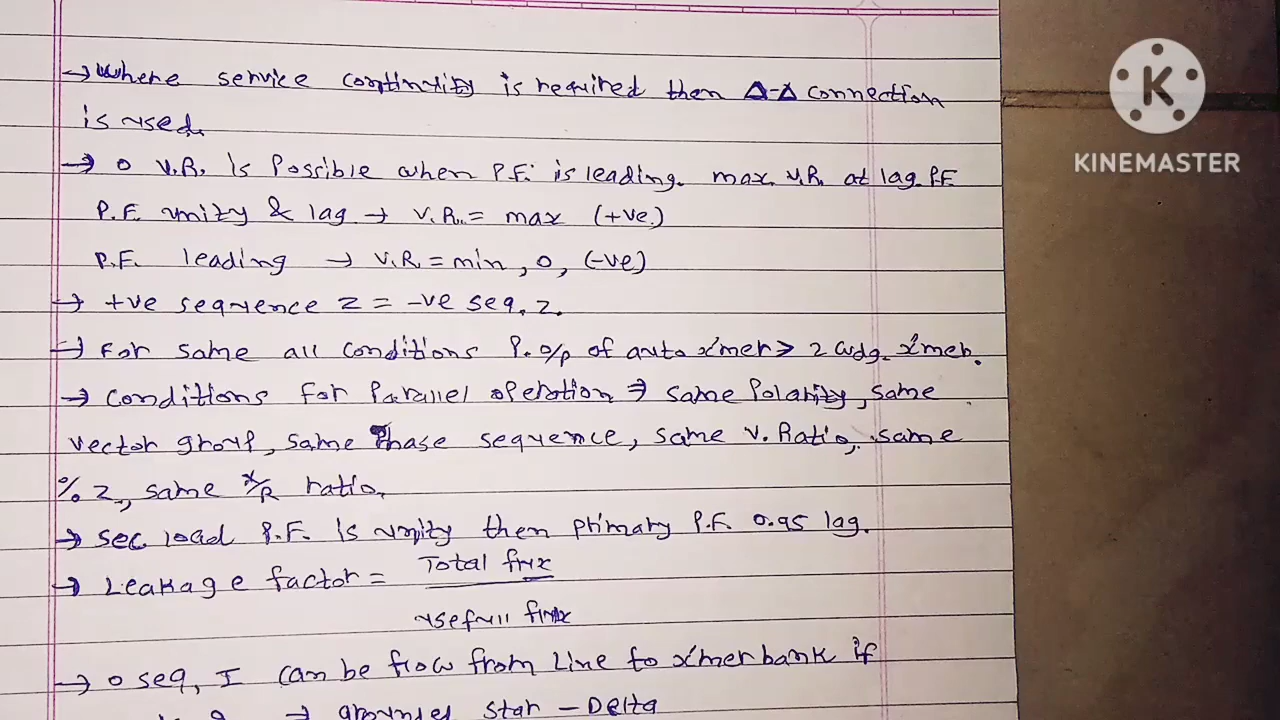 → Where service continuity is required then Δ-Δ connection
is used.
→ 0 V.R. is Possible when P.F. is leading. max. V.R. at lag P.F.
P.F. unity & lag → V.R. = max (+ve)
P.F. leading → V.R. = min, 0, (-ve)
→ +ve sequence z = -ve seq. z.
→ For same all conditions P. o/p of auto x'mer > 2 wdg. x'mer.
→ conditions for Parallel operation ⇒ same Polarity, same
vector group, same Phase sequence, same V. Ratio, same
% z, same x/R ratio.
→ sec. load P.F. is unity then primary P.F. 0.95 lag.
→ Leakage factor = Total flux
usefull flux
→ 0 seq. I can be flow from Line to x'mer bank if
→ grounded star - Delta
KINEMASTER